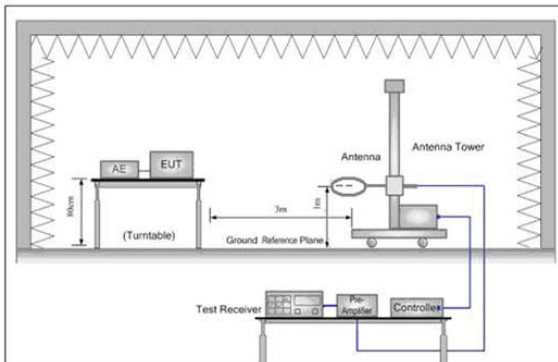 AE
EUT
Antenna
Antenna Tower
80cm
3m
1m
(Turntable)
Ground Reference Plane
Test Receiver
Pre-
Amplifier
Controller